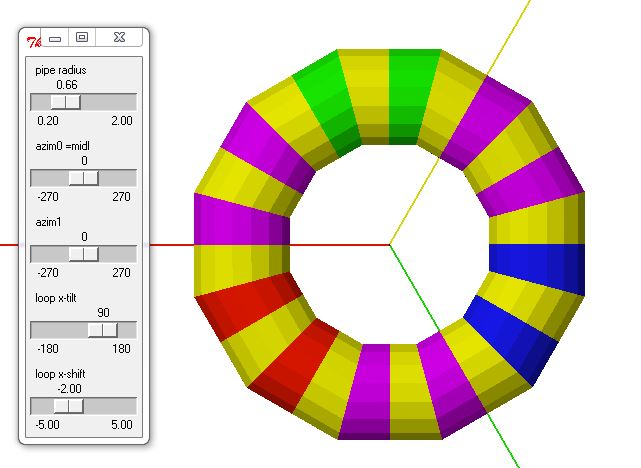 Tk
pipe radius
0.66
0.20 2.00
azim0 =midl
0
-270 270
azim1
0
-270 270
loop x-tilt
90
-180 180
loop x-shift
-2.00
-5.00 5.00